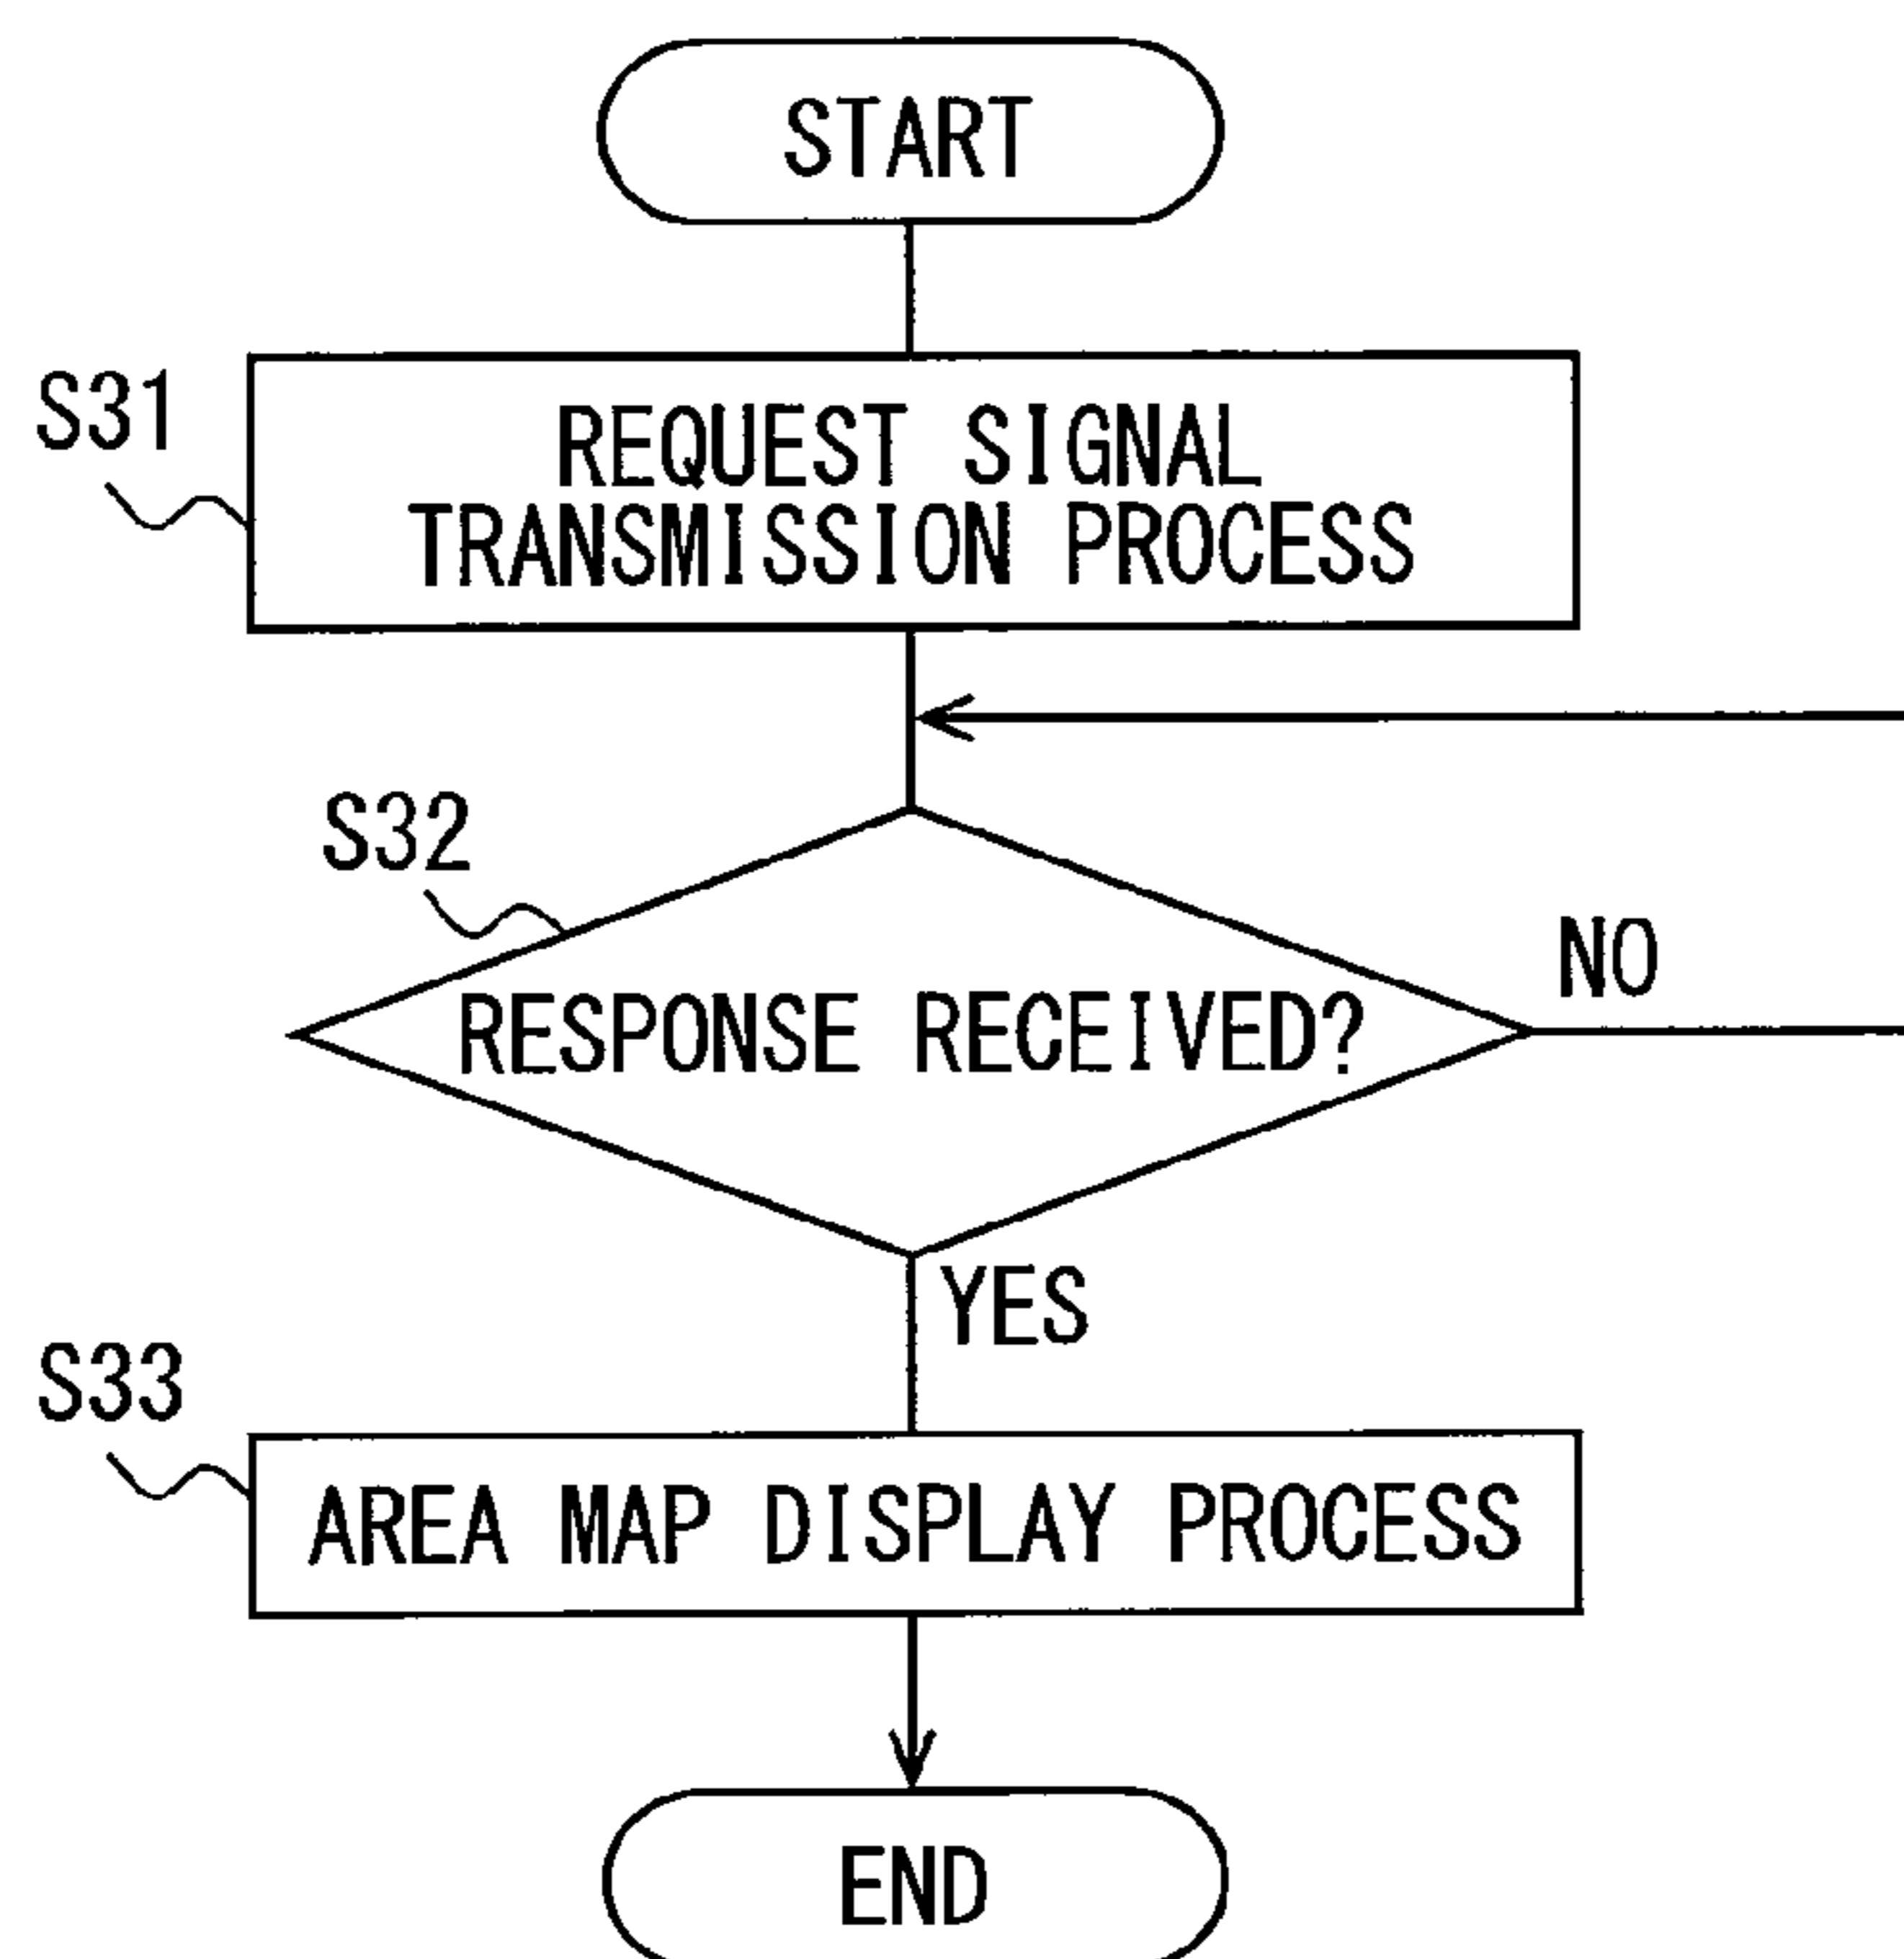 START
S31
REQUEST SIGNAL
TRANSMISSION PROCESS
S32
RESPONSE RECEIVED?
NO
YES
S33
AREA MAP DISPLAY PROCESS
END